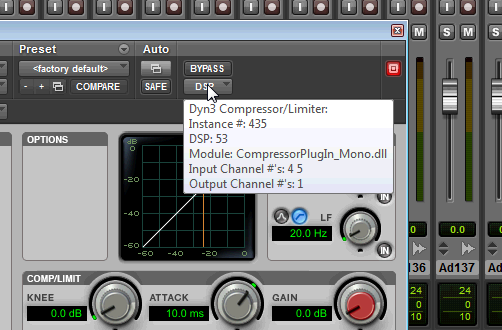 M
S
M
Preset
Auto
<factory default>
BYPASS
- + COMPARE
SAFE
DSP
Dyn3 Compressor/Limiter:
Instance #: 435
DSP: 53
Module: CompressorPlugIn_Mono.dll
Input Channel #'s: 4 5
Output Channel #'s: 1
OPTIONS
0
-20
-40
-60
-60 -40 -20 0
IN
LF
20.0 Hz
IN
0.0
0.0
136
Ad137
Ad138
COMP/LIMIT
KNEE
0.0 dB
ATTACK
10.0 ms
GAIN
0.0 dB
24
10
24
10